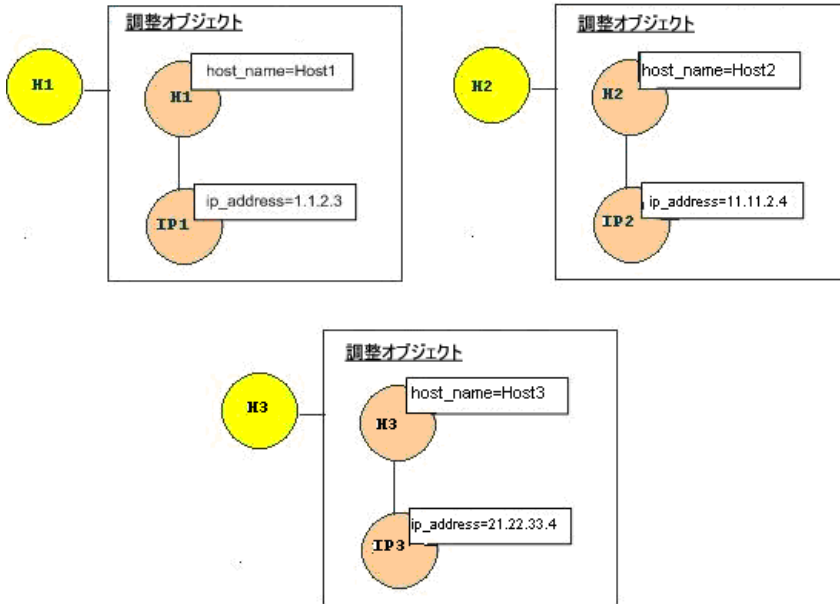 調整オブジェクト
host_name=Host1
H1
H1
ip_address=1.1.2.3
IP1
調整オブジェクト
host_name=Host2
H2
H2
ip_address=11.11.2.4
IP2
調整オブジェクト
host_name=Host3
H3
H3
ip_address=21.22.33.4
IP3